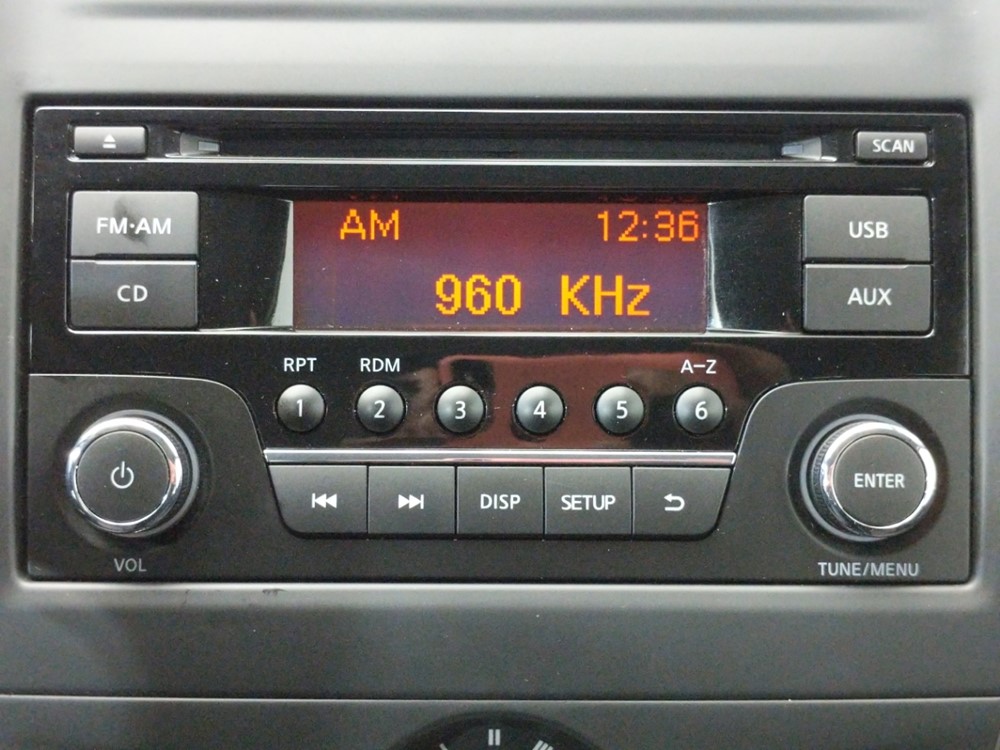 SCAN
FM·AM
AM 12:36
USB
CD
960 KHz
AUX
RPT RDM A-Z
1 2 3 4 5 6
DISP SETUP
ENTER
VOL
TUNE/MENU